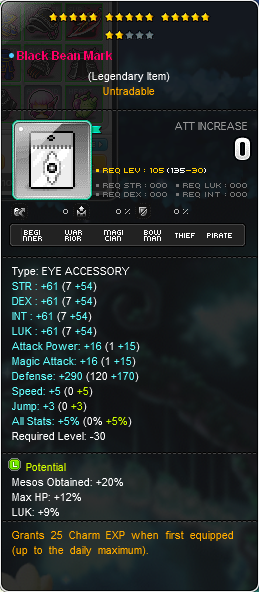 Black Bean Mark
(Legendary Item)
Untradable
ATT INCREASE
0
REQ LEV : 105 (135-30)
REQ STR : 000
REQ LUK : 000
REQ DEX : 000
REQ INT : 000
0
0 %
0 %
BEGINNER WARRIOR MAGICIAN BOWMAN THIEF PIRATE
Type: EYE ACCESSORY
STR : +61 (7 +54)
DEX : +61 (7 +54)
INT : +61 (7 +54)
LUK : +61 (7 +54)
Attack Power: +16 (1 +15)
Magic Attack: +16 (1 +15)
Defense: +290 (120 +170)
Speed: +5 (0 +5)
Jump: +3 (0 +3)
All Stats: +5% (0% +5%)
Required Level: -30
L Potential
Mesos Obtained: +20%
Max HP: +12%
LUK: +9%
Grants 25 Charm EXP when first equipped
(up to the daily maximum).